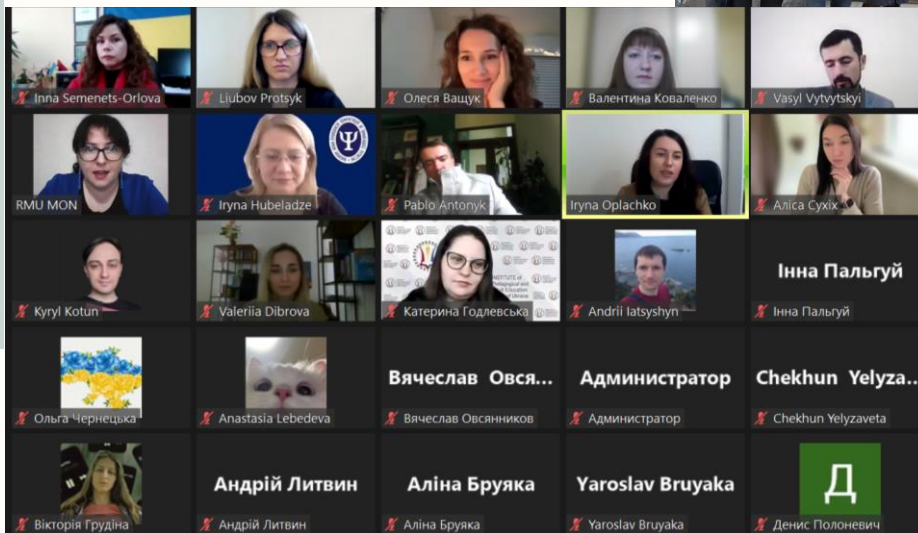 Inna Semenets-Orlova
Liubov Protsyk
Олеся Ващук
Валентина Коваленко
Vasyl Vytvytskyi
RMU MON
Iryna Hubeladze
Pablo Antonyk
Iryna Oplachko
Аліса Сухіх
Kyryl Kotun
Valeriia Dibrova
Катерина Годлевська
Andrii Iatsyshyn
Інна Пальгуй
Інна Пальгуй
Ольга Чернецька
Anastasia Lebedeva
Вячеслав Овся...
Вячеслав Овсянников
Администратор
Администратор
Chekhun Yelyza...
Chekhun Yelyzaveta
Вікторія Грудіна
Андрій Литвин
Андрій Литвин
Аліна Бруяка
Аліна Бруяка
Yaroslav Bruyaka
Yaroslav Bruyaka
Д
Денис Полоневич